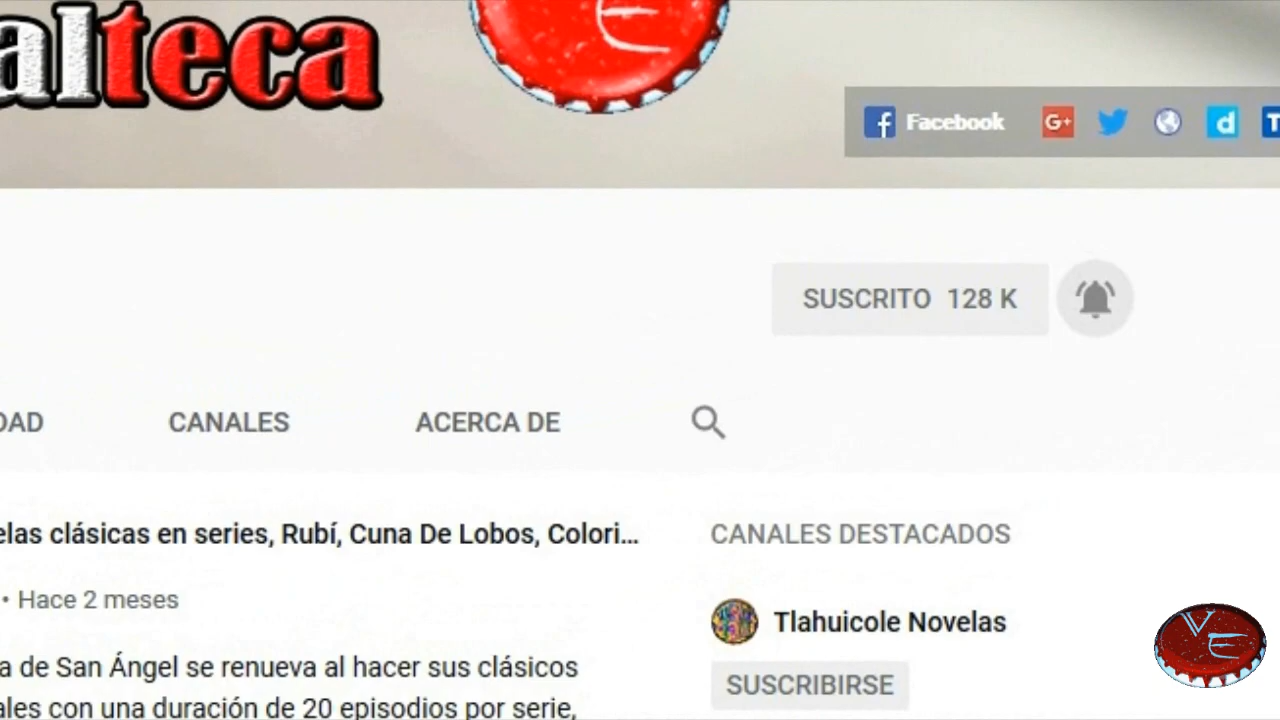 alteca
E
f Facebook G+ d T
SUSCRITO 128 K
DAD CANALES ACERCA DE
elas clásicas en series, Rubí, Cuna De Lobos, Colori...
CANALES DESTACADOS
• Hace 2 meses
Tlahuicole Novelas
VE
a de San Ángel se renueva al hacer sus clásicos
SUSCRIBIRSE
ales con una duración de 20 episodios por serie,